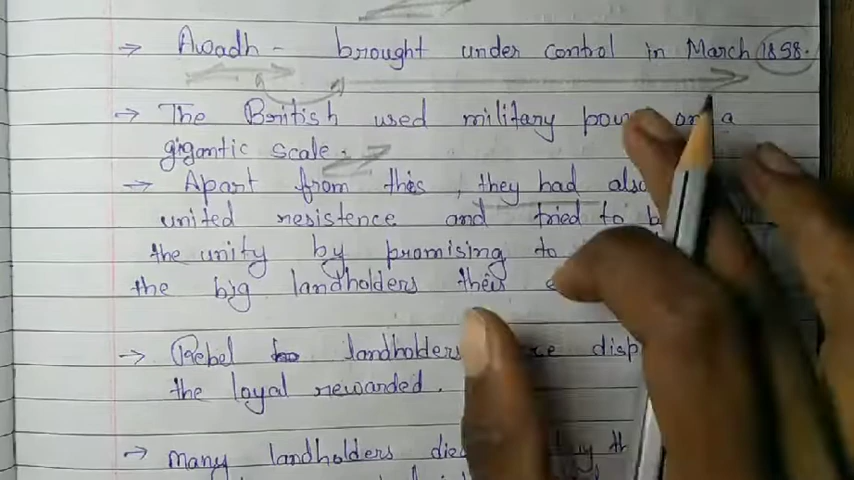 → Awadh - brought under control in March 1858.
→ The British used military power on a
gigantic scale.
→ Apart from this, they had also
united resistence and tried to
the unity by promising to
the big landholders their
→ Rebel landholders disp
the loyal rewarded.
→ Many landholders died